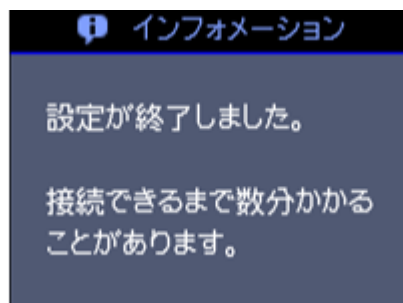 インフォメーション
設定が終了しました。
接続できるまで数分かかる
ことがあります。